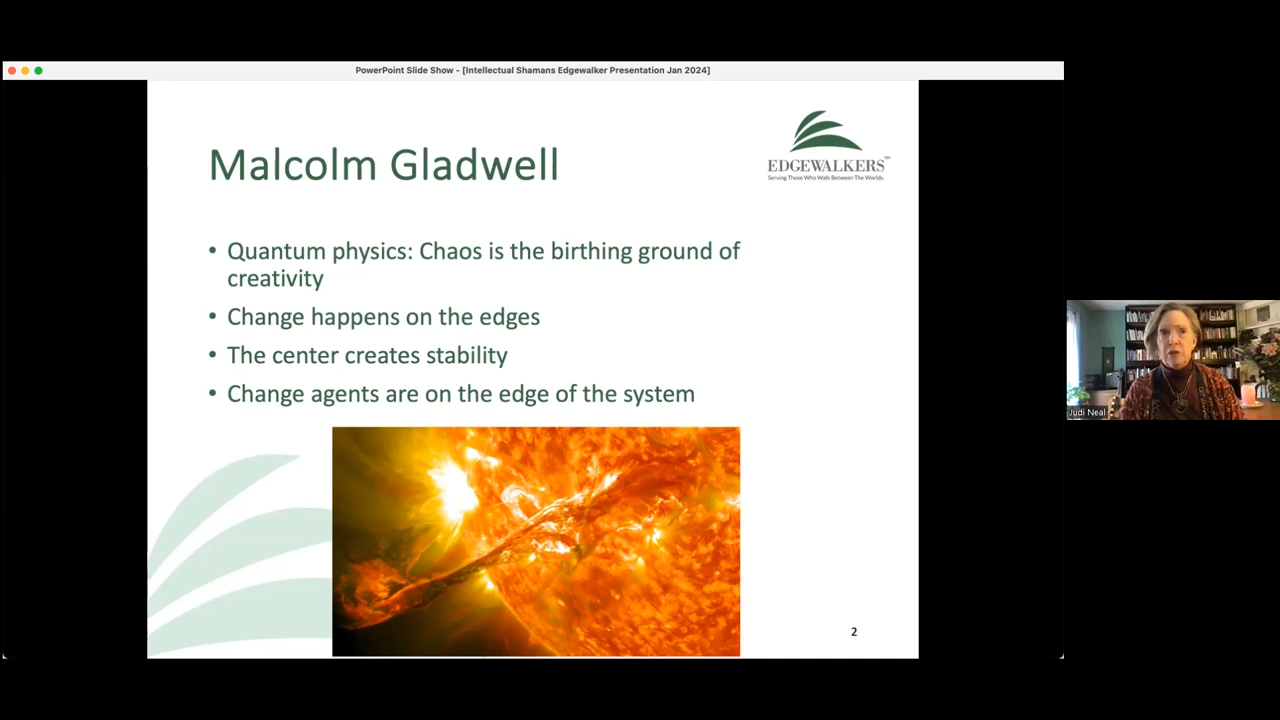 PowerPoint Slide Show - [Intellectual Shamans Edgewalker Presentation Jan 2024]
Malcolm Gladwell
EDGEWALKERS™
Serving Those Who Walk Between The Worlds.
• Quantum physics: Chaos is the birthing ground of
creativity
• Change happens on the edges
• The center creates stability
• Change agents are on the edge of the system
2
Judi Neal